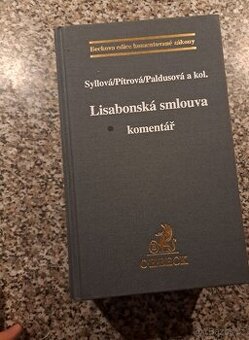 Beckova edice komentované zákony
Syllová/Pítrová/Paldusová a kol.
Lisabonská smlouva
komentář
C·H·BECK